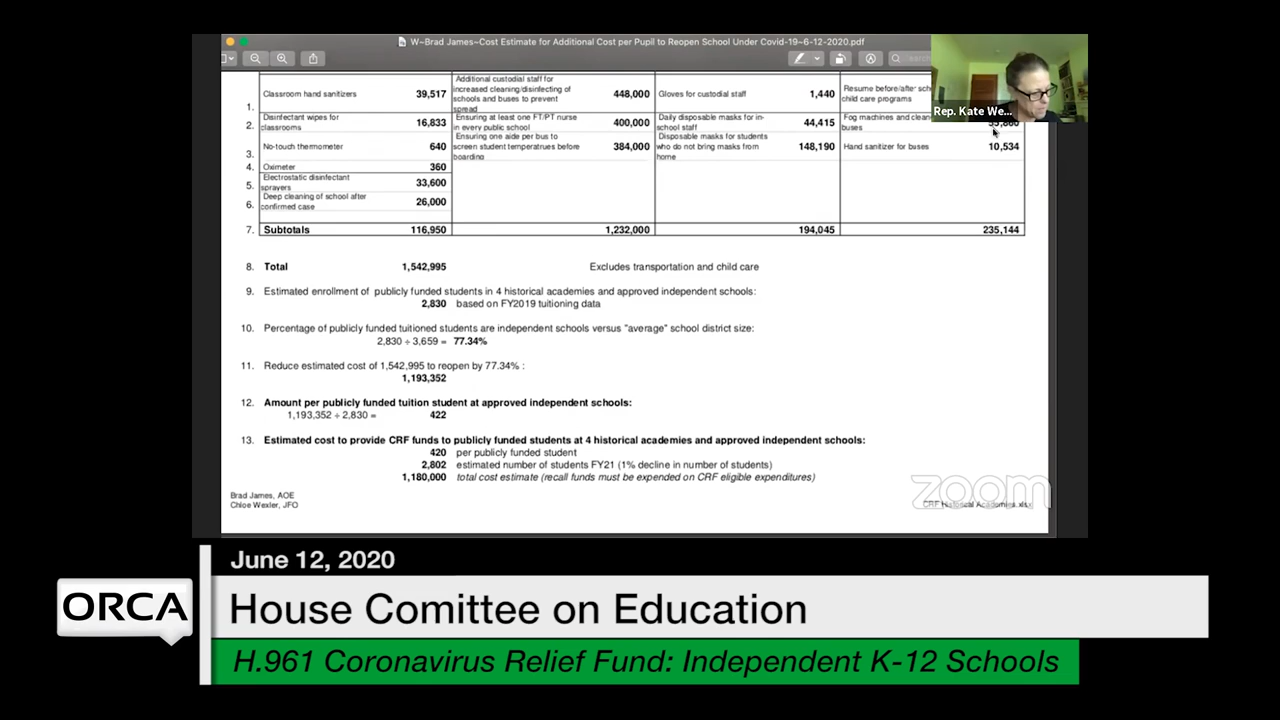 W~Brad James~Cost Estimate for Additional Cost per Pupil to Reopen School Under Covid-19~6-12-2020.pdf
Rep. Kate We...
1. Classroom hand sanitizers 39,517
Additional custodial staff for
increased cleaning/disinfecting of
schools and buses to prevent
spread
448,000
Gloves for custodial staff 1,440
Resume before/after
child care programs
2. Disinfectant wipes for
classrooms
16,833
Ensuring at least one FT/PT nurse
in every public school
400,000
Daily disposable masks for in-
school staff
44,415
Fog machines and
buses
3. No-touch thermometer 640
Ensuring one aide per bus to
screen student temperatrues before
boarding
384,000
Disposable masks for students
who do not bring masks from
home
148,190
Hand sanitizer for buses 10,534
4. Oximeter 360
5. Electrostatic disinfectant
sprayers
33,600
6. Deep cleaning of school after
confirmed case
26,000
7. Subtotals 116,950 1,232,000 194,045 235,144
8. Total 1,542,995 Excludes transportation and child care
9. Estimated enrollment of publicly funded students in 4 historical academies and approved independent schools:
2,830 based on FY2019 tuitioning data
10. Percentage of publicly funded tuitioned students are independent schools versus "average" school district size:
2,830 ÷ 3,659 = 77.34%
11. Reduce estimated cost of 1,542,995 to reopen by 77.34% :
1,193,352
12. Amount per publicly funded tuition student at approved independent schools:
1,193,352 ÷ 2,830 = 422
13. Estimated cost to provide CRF funds to publicly funded students at 4 historical academies and approved independent schools:
420 per publicly funded student
2,802 estimated number of students FY21 (1% decline in number of students)
1,180,000 total cost estimate (recall funds must be expended on CRF eligible expenditures)
Brad James, AOE
Chloe Wexler, JFO
CRF Historical Academies.xlsx
zoom
June 12, 2020
ORCA
House Comittee on Education
H.961 Coronavirus Relief Fund: Independent K-12 Schools